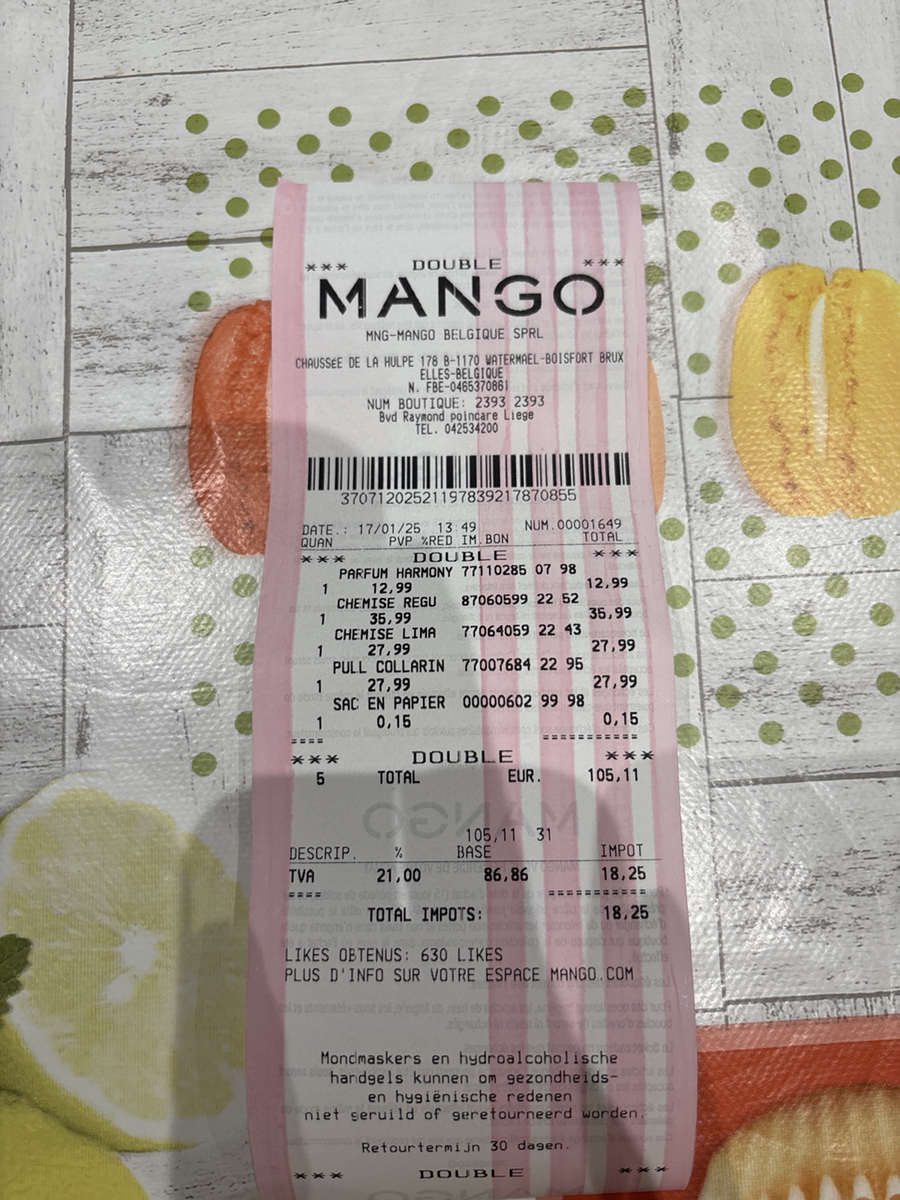 *** DOUBLE ***
MANGO
MNG-MANGO BELGIQUE SPRL
CHAUSSéE DE LA HULPE 178 B-1170 WATERMAEL-BOISFORT BRUX
ELLES-BELGIQUE
N. FBE-0465370861
NUM BOUTIQUE: 2393 2393
Bvd Raymond poincare Liege
TEL. 042534200
37071202521197839217870855
DATE.: 17/01/25 13:49 NUM.00001649
QUAN PVP %RED IM.BON TOTAL
*** DOUBLE ***
PARFUM HARMONY 77110285 07 98
1 12,99 12,99
CHEMISE REGU 87060599 22 52
1 35,99 35,99
CHEMISE LIMA 77064059 22 43
1 27,99 27,99
PULL COLLARIN 77007684 22 95
1 27,99 27,99
SAC EN PAPIER 00000602 99 98
1 0,15 0,15
==== ===========
*** DOUBLE ***
5 TOTAL EUR. 105,11
105,11 31
DESCRIP. % BASE IMPOT
TVA 21,00 86,86 18,25
==== ===========
TOTAL IMPOTS: 18,25
LIKES OBTENUS: 630 LIKES
PLUS D'INFO SUR VOTRE ESPACE MANGO.COM
Mondmaskers en hydroalcoholische
handgels kunnen om gezondheids-
en hygiënische redenen
niet geruild of geretourneerd worden.
Retourtermijn 30 dagen.
*** DOUBLE ***